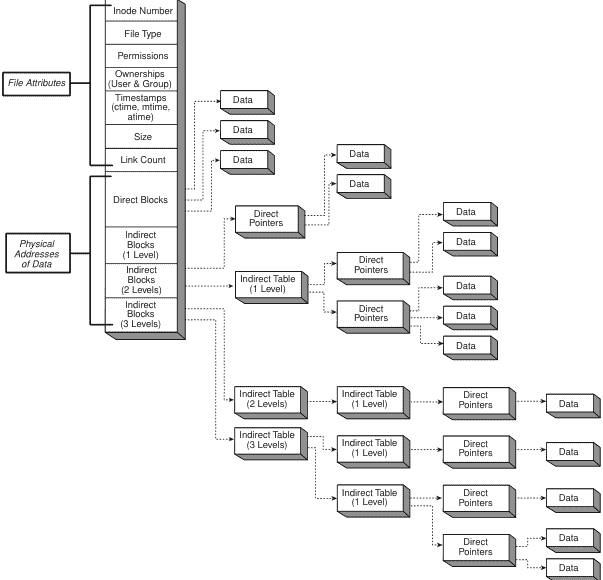 Inode Number
File Type
Permissions
Ownerships
(User & Group)
Timestamps
(ctime, mtime,
atime)
Size
Link Count
Direct Blocks
Indirect
Blocks
(1 Level)
Indirect
Blocks
(2 Levels)
Indirect
Blocks
(3 Levels)
File Attributes
Physical
Addresses
of Data
Data
Data
Data
Direct
Pointers
Data
Data
Indirect Table
(1 Level)
Direct
Pointers
Data
Data
Direct
Pointers
Data
Data
Data
Indirect Table
(2 Levels)
Indirect Table
(1 Level)
Direct
Pointers
Data
Indirect Table
(3 Levels)
Indirect Table
(1 Level)
Direct
Pointers
Data
Indirect Table
(1 Level)
Direct
Pointers
Data
Direct
Pointers
Data
Data